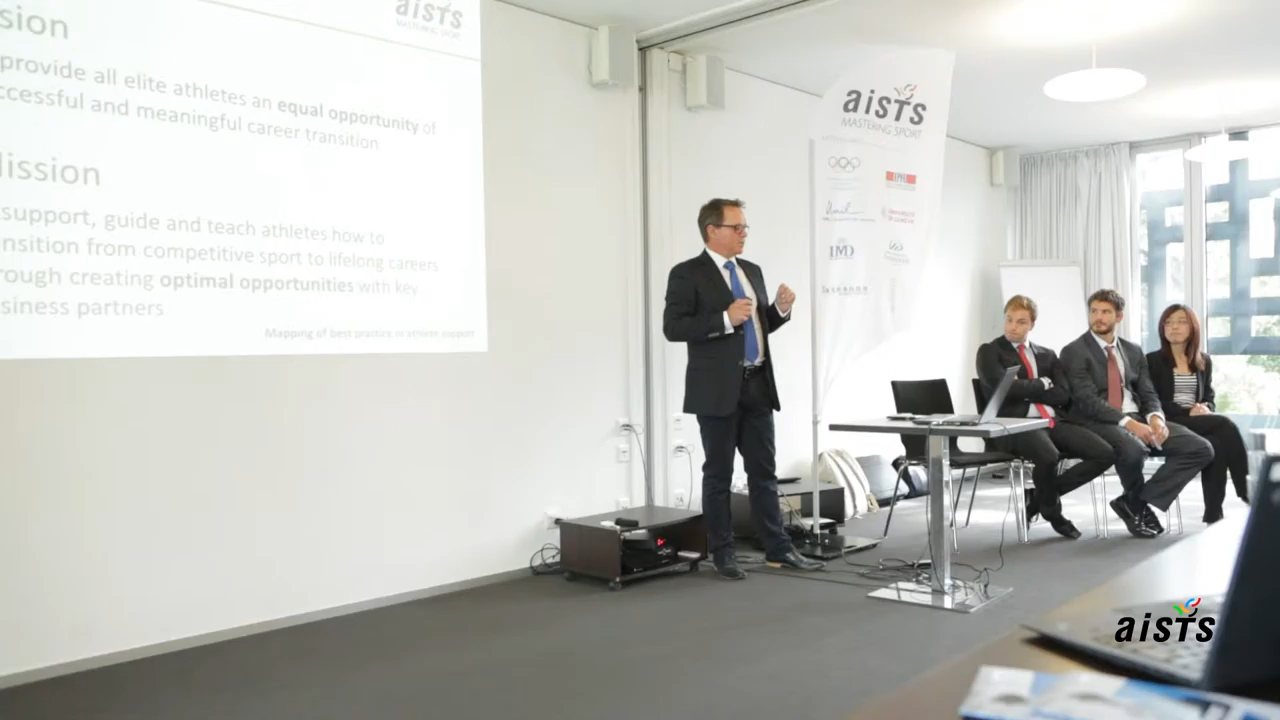 sion
aisTs
MASTERING SPORT
provide all elite athletes an equal opportunity of
ccessful and meaningful career transition
lission
support, guide and teach athletes how to
nsition from competitive sport to lifelong careers
rough creating optimal opportunities with key
siness partners
Mapping of best practice in athlete support
aisTs
MASTERING SPORT
IMD
aisTs